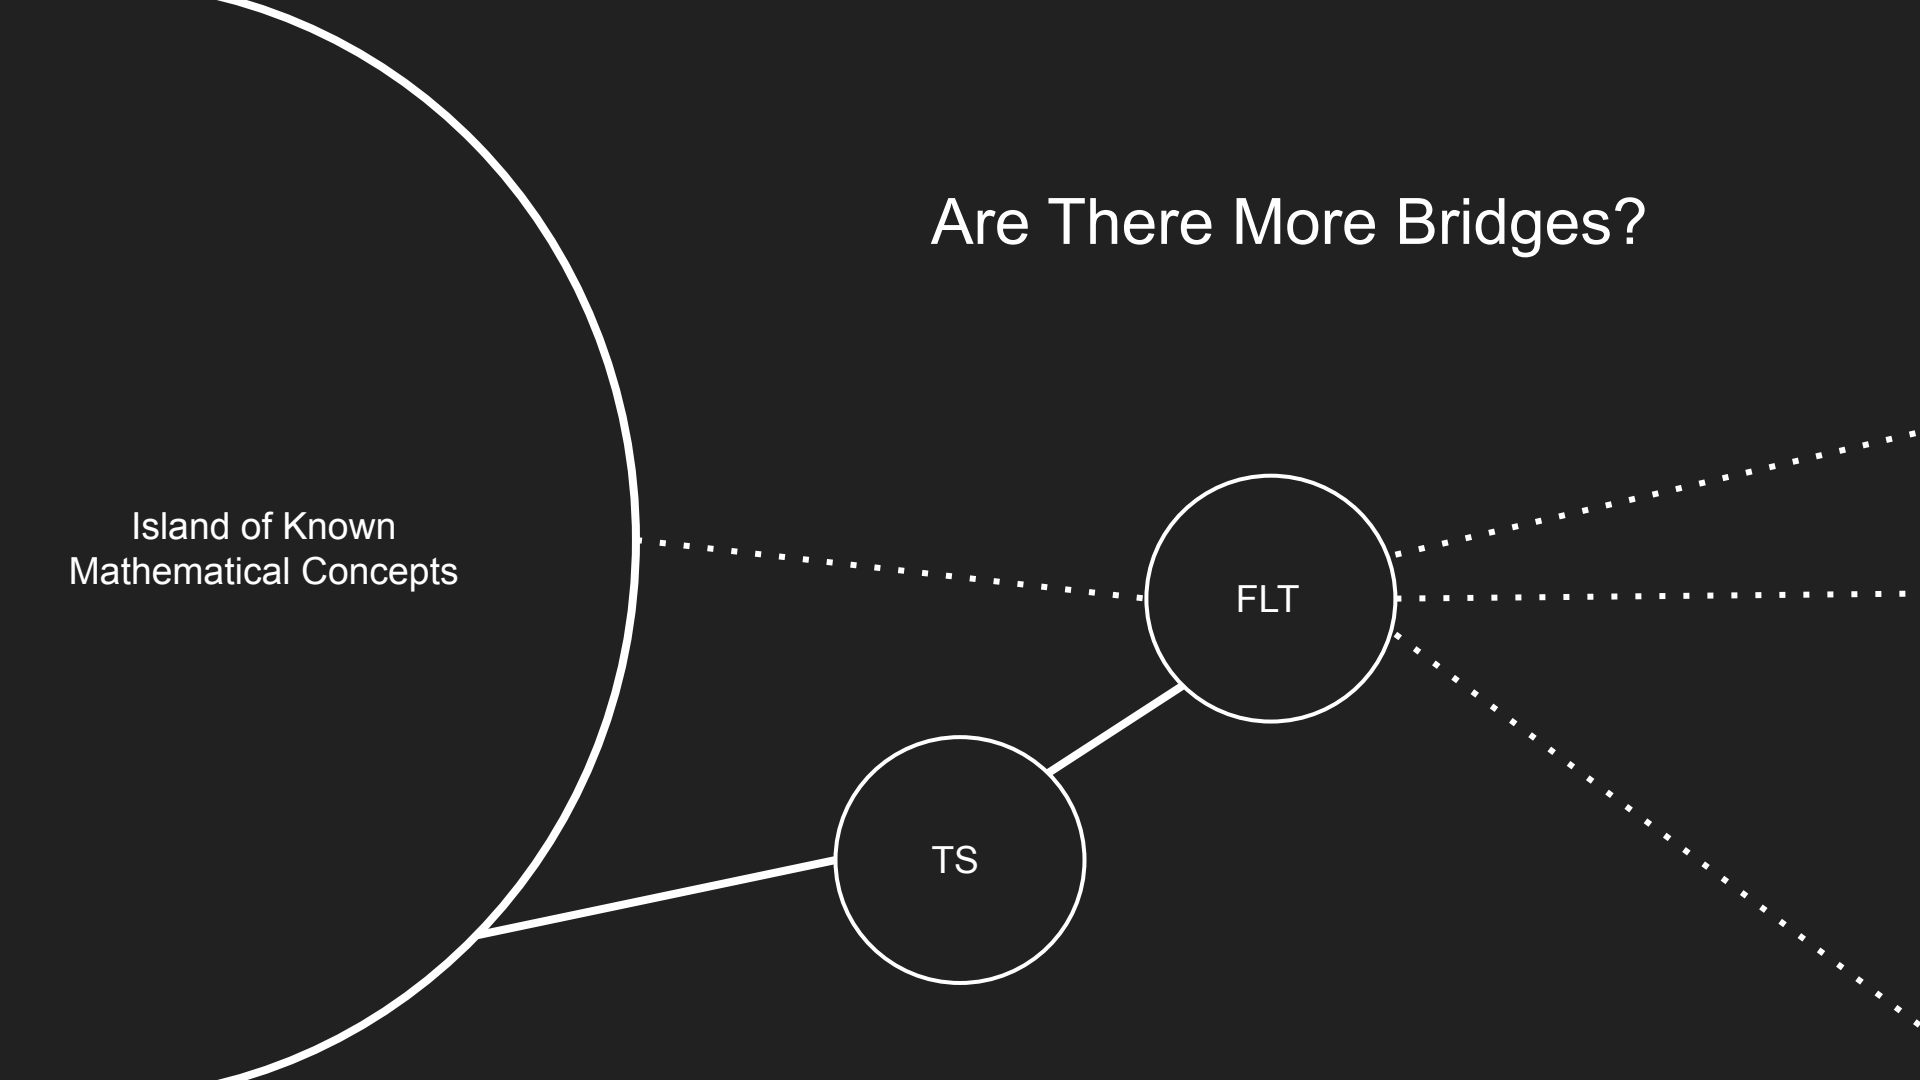 Are There More Bridges?
Island of Known
Mathematical Concepts
FLT
TS